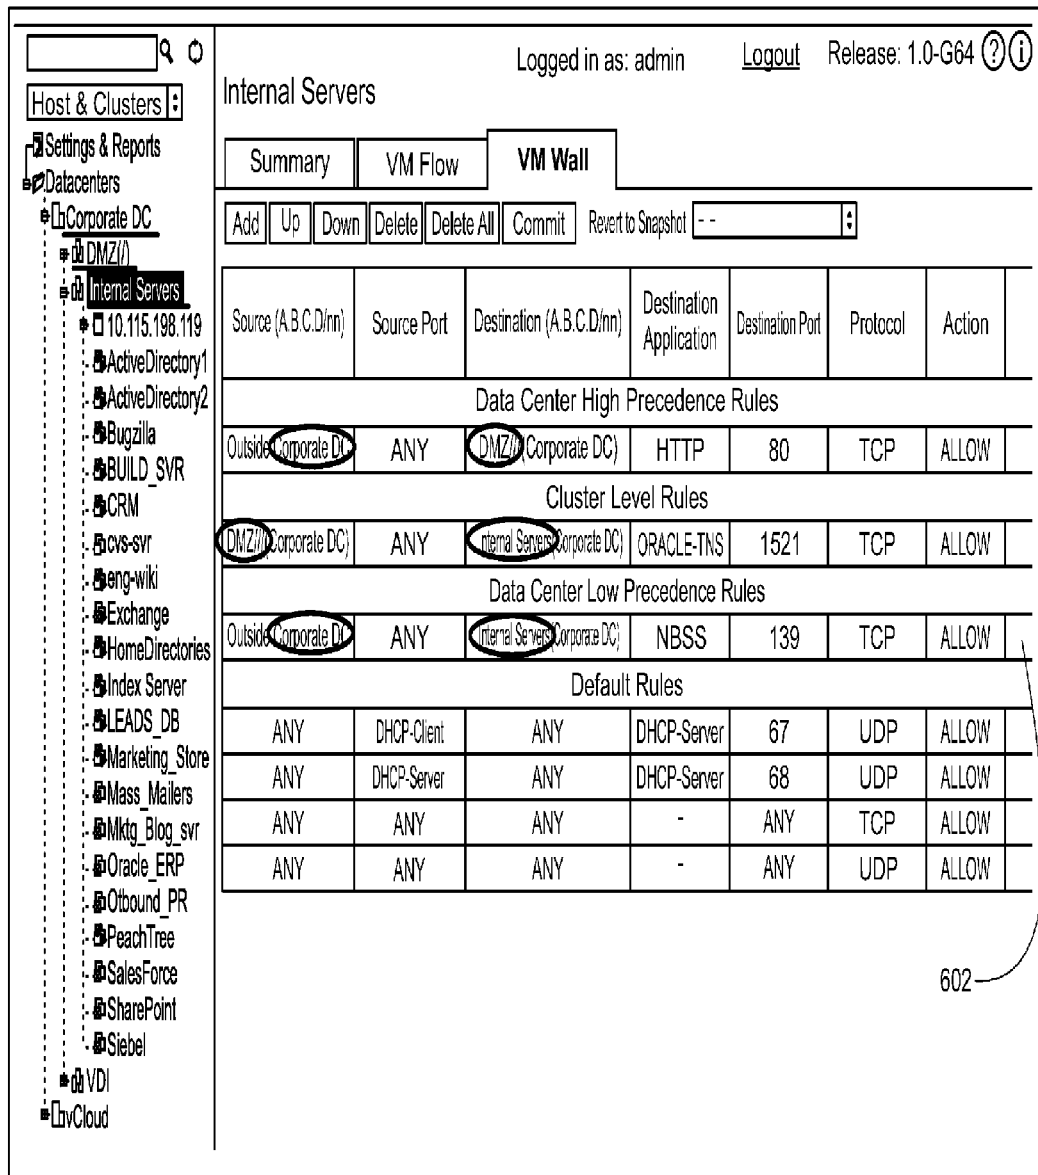 Logged in as: admin Logout Release: 1.0-G64 ? i
Host & Clusters
Internal Servers
Settings & Reports
Datacenters
Corporate DC
DMZ(/)
Internal Servers
10.115.198.119
ActiveDirectory1
ActiveDirectory2
Bugzilla
BUILD_SVR
CRM
cvs-svr
eng-wiki
Exchange
HomeDirectories
Index Server
LEADS_DB
Marketing_Store
Mass_Mailers
Mktg_Blog_svr
Oracle_ERP
Otbound_PR
PeachTree
SalesForce
SharePoint
Siebel
VDI
vCloud
Summary VM Flow VM Wall
Add Up Down Delete Delete All Commit Revert to Snapshot - -
Source (A.B.C.D/nn) Source Port Destination (A.B.C.D/nn) Destination Application Destination Port Protocol Action
Data Center High Precedence Rules
Outside Corporate DC ANY DMZ// (Corporate DC) HTTP 80 TCP ALLOW
Cluster Level Rules
DMZ// (Corporate DC) ANY Internal Servers (Corporate DC) ORACLE-TNS 1521 TCP ALLOW
Data Center Low Precedence Rules
Outside Corporate DC ANY Internal Servers (Corporate DC) NBSS 139 TCP ALLOW
Default Rules
ANY DHCP-Client ANY DHCP-Server 67 UDP ALLOW
ANY DHCP-Server ANY DHCP-Server 68 UDP ALLOW
ANY ANY ANY - ANY TCP ALLOW
ANY ANY ANY - ANY UDP ALLOW
602